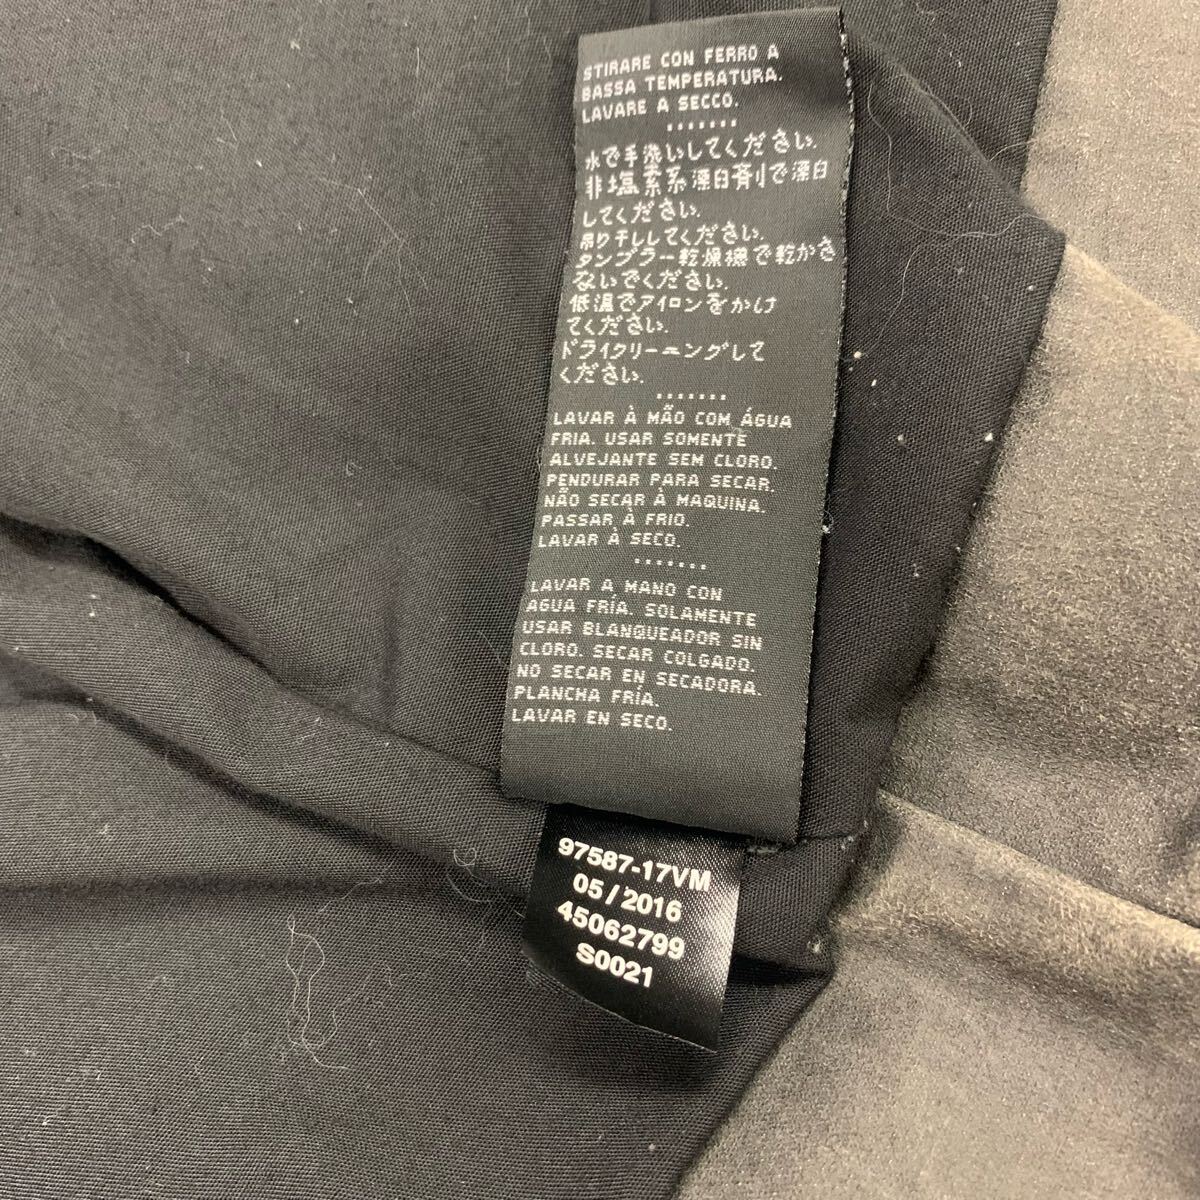 STIRARE CON FERRO A
BASSA TEMPERATURA.
LAVARE A SECCO.
.......
水で手洗いしてください.
非塩素系漂白剤で漂白
してください.
吊り干ししてください.
タンブラー乾燥機で乾かさ
ないでください.
低温でアイロンをかけ
てください.
ドライクリーニングして
ください.
.......
LAVAR À MÃO COM ÁGUA
FRIA. USAR SOMENTE
ALVEJANTE SEM CLORO.
PENDURAR PARA SECAR.
NÃO SECAR À MAQUINA.
PASSAR À FRIO.
LAVAR À SECO.
.......
LAVAR A MANO CON
AGUA FRÍA. SOLAMENTE
USAR BLANQUEADOR SIN
CLORO. SECAR COLGADO.
NO SECAR EN SECADORA.
PLANCHA FRÍA.
LAVAR EN SECO.
97587-17VM
05/2016
45062799
S0021